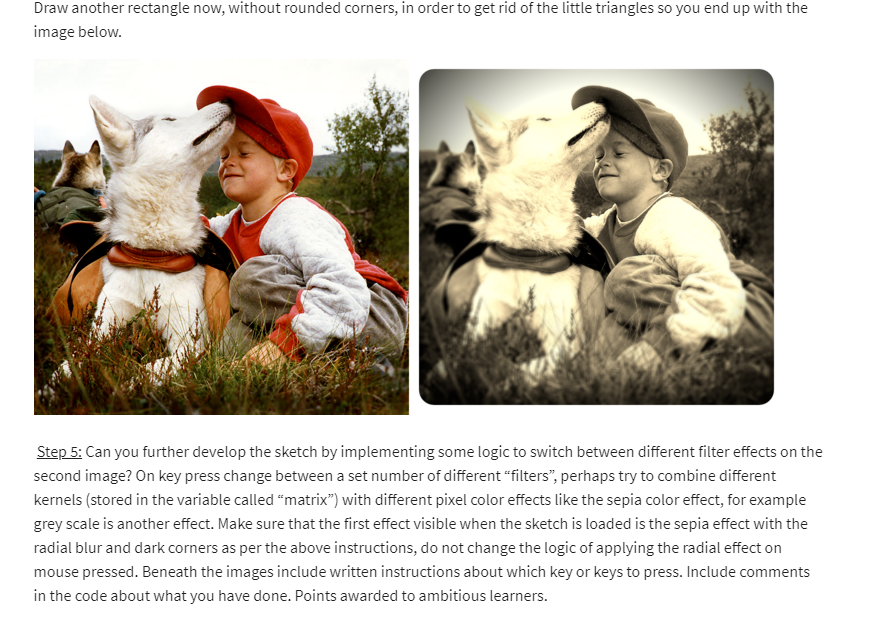 Draw another rectangle now, without rounded corners, in order to get rid of the little triangles so you end up with the
image below.
Step 5: Can you further develop the sketch by implementing some logic to switch between different filter effects on the
second image? On key press change between a set number of different “filters”, perhaps try to combine different
kernels (stored in the variable called “matrix”) with different pixel color effects like the sepia color effect, for example
grey scale is another effect. Make sure that the first effect visible when the sketch is loaded is the sepia effect with the
radial blur and dark corners as per the above instructions, do not change the logic of applying the radial effect on
mouse pressed. Beneath the images include written instructions about which key or keys to press. Include comments
in the code about what you have done. Points awarded to ambitious learners.